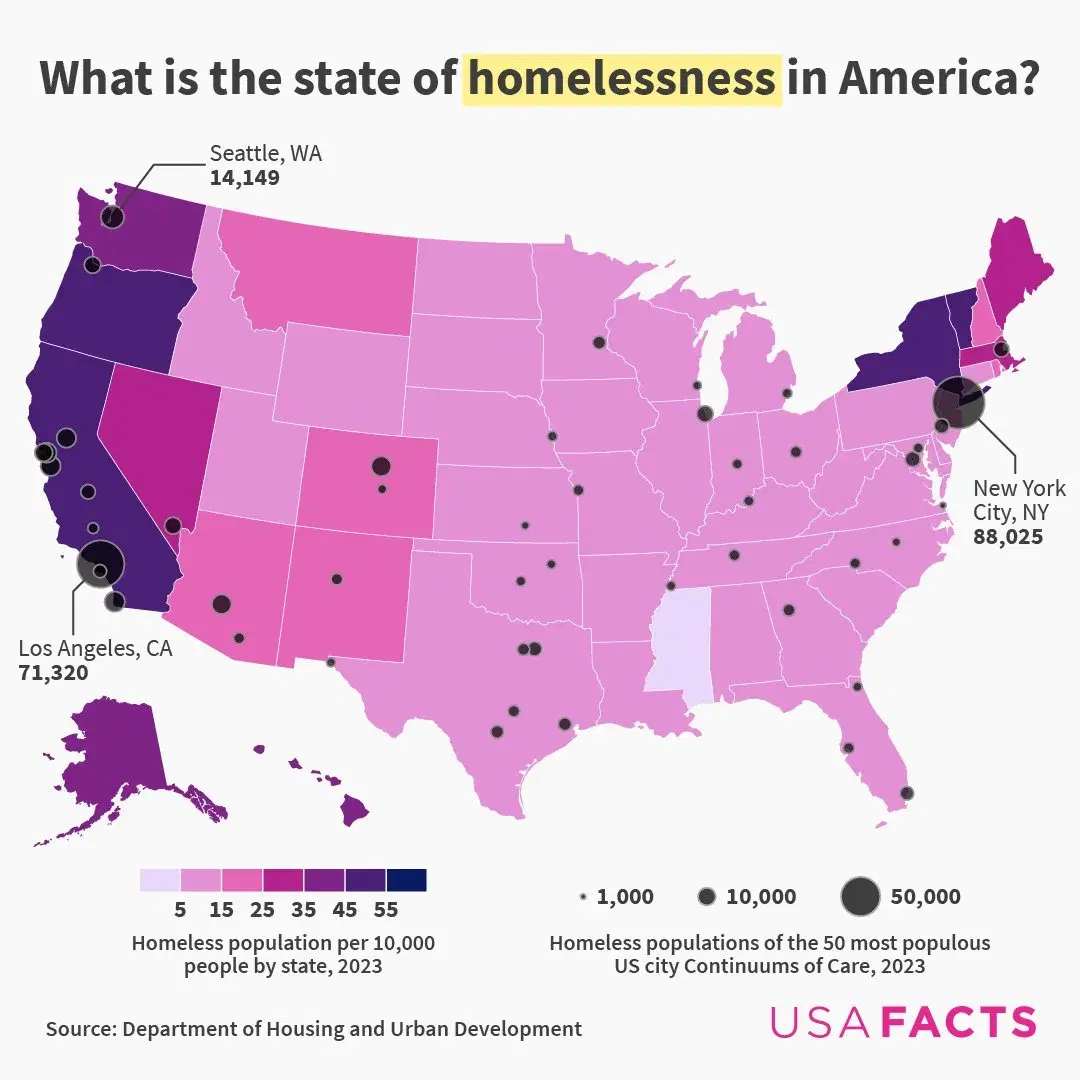 What is the state of homelessness in America?
Seattle, WA
14,149
New York
City, NY
88,025
Los Angeles, CA
71,320
5 15 25 35 45 55
Homeless population per 10,000
people by state, 2023
1,000 10,000 50,000
Homeless populations of the 50 most populous
US city Continuums of Care, 2023
Source: Department of Housing and Urban Development
USAFACTS